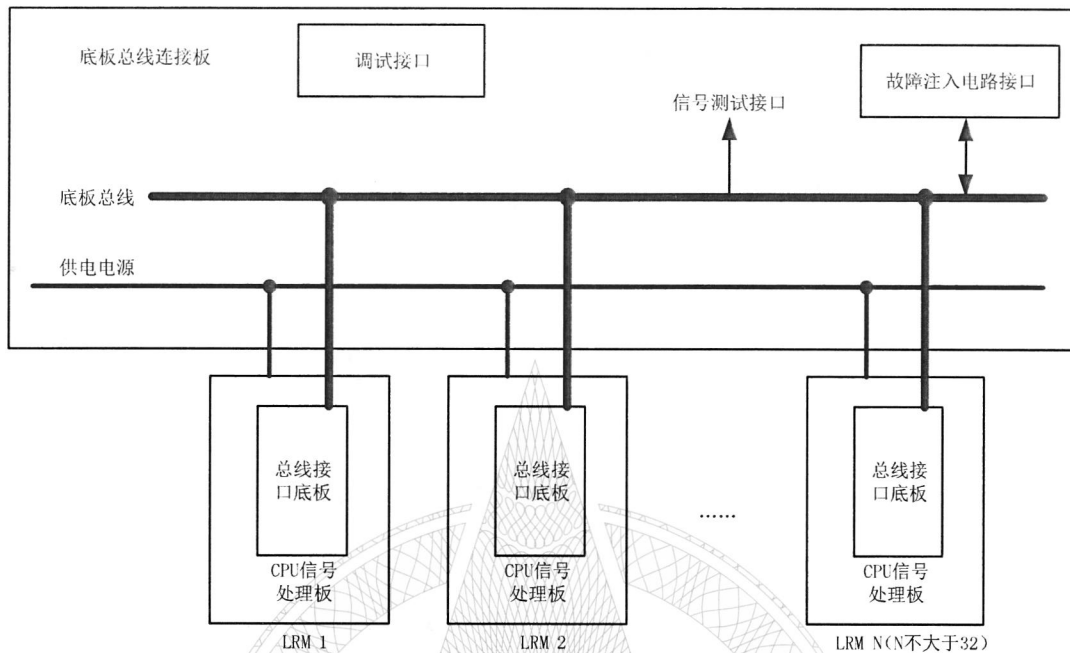 底板总线连接板
调试接口
信号测试接口
故障注入电路接口
底板总线
供电电源
总线接
口底板
CPU信号
处理板
LRM 1
总线接
口底板
CPU信号
处理板
LRM 2
……
总线接
口底板
CPU信号
处理板
LRM N(N不大于32)